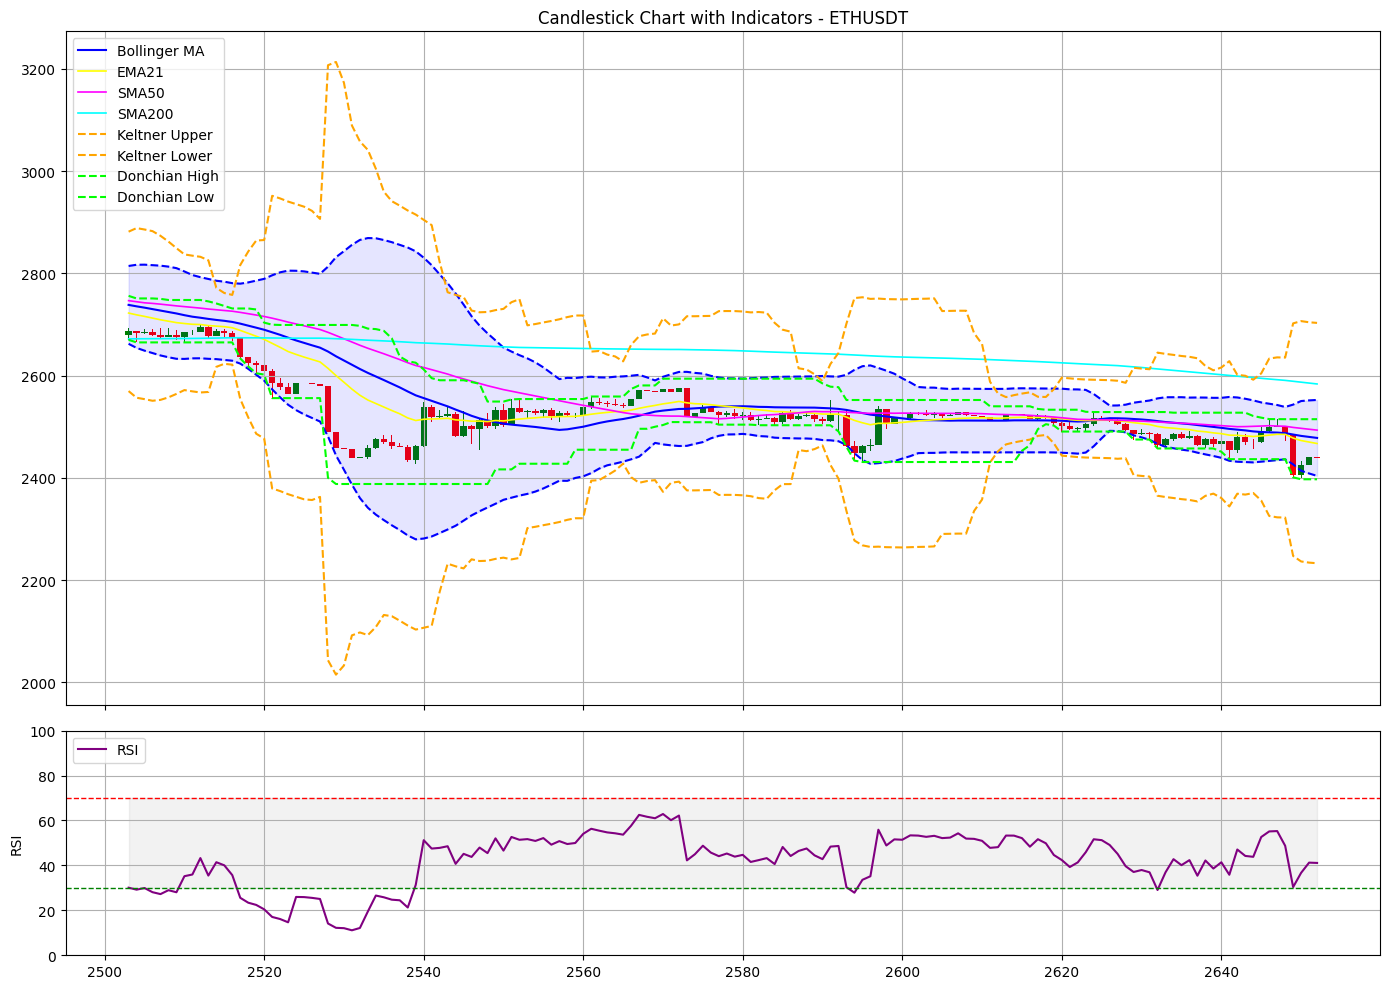 Candlestick Chart with Indicators - ETHUSDT
Bollinger MA
EMA21
SMA50
SMA200
Keltner Upper
Keltner Lower
Donchian High
Donchian Low
3200
3000
2800
2600
2400
2200
2000
RSI
100
80
60
40
20
0
RSI
2500 2520 2540 2560 2580 2600 2620 2640